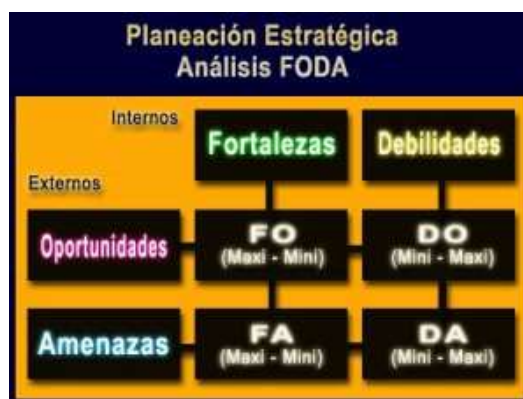 Planeación Estratégica
Análisis FODA
Internos
Fortalezas
Debilidades
Externos
Oportunidades
FO
(Maxi - Mini)
DO
(Mini - Maxi)
Amenazas
FA
(Maxi - Mini)
DA
(Mini - Maxi)